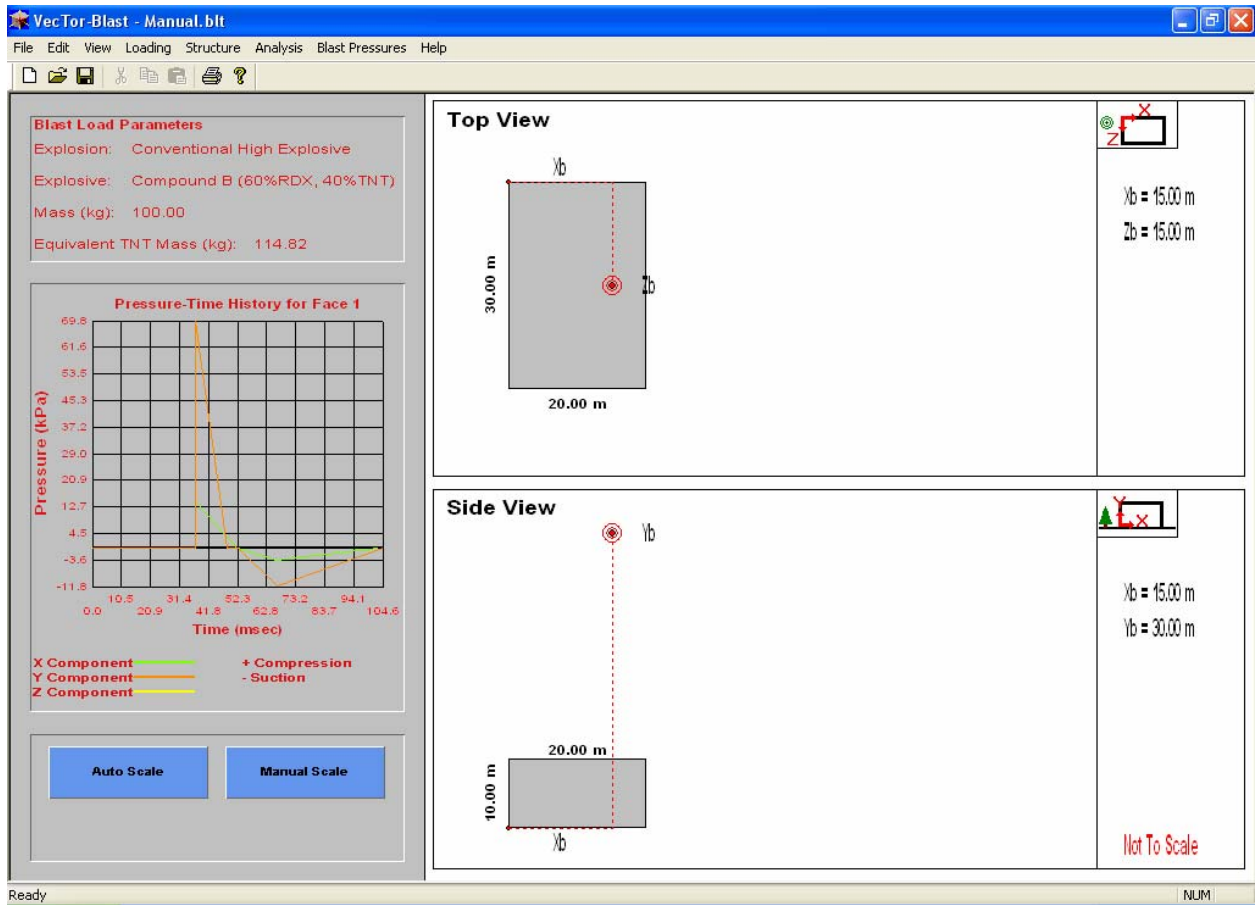 VecTor-Blast - Manual.blt
File Edit View Loading Structure Analysis Blast Pressures Help
Blast Load Parameters
Explosion: Conventional High Explosive
Explosive: Compound B (60%RDX, 40%TNT)
Mass (kg): 100.00
Equivalent TNT Mass (kg): 114.82
Pressure-Time History for Face 1
69.8
61.6
53.5
45.3
37.2
29.0
20.9
12.7
4.5
-3.6
-11.8
Pressure (kPa)
10.5 31.4 52.3 73.2 94.1
0.0 20.9 41.8 62.8 83.7 104.6
Time (msec)
X Component + Compression
Y Component - Suction
Z Component
Auto Scale Manual Scale
Top View
Xb
30.00 m
Zb
20.00 m
X
Z
Xb = 15.00 m
Zb = 15.00 m
Side View
Yb
20.00 m
10.00 m
Xb
Y
X
Xb = 15.00 m
Yb = 30.00 m
Not To Scale
Ready NUM